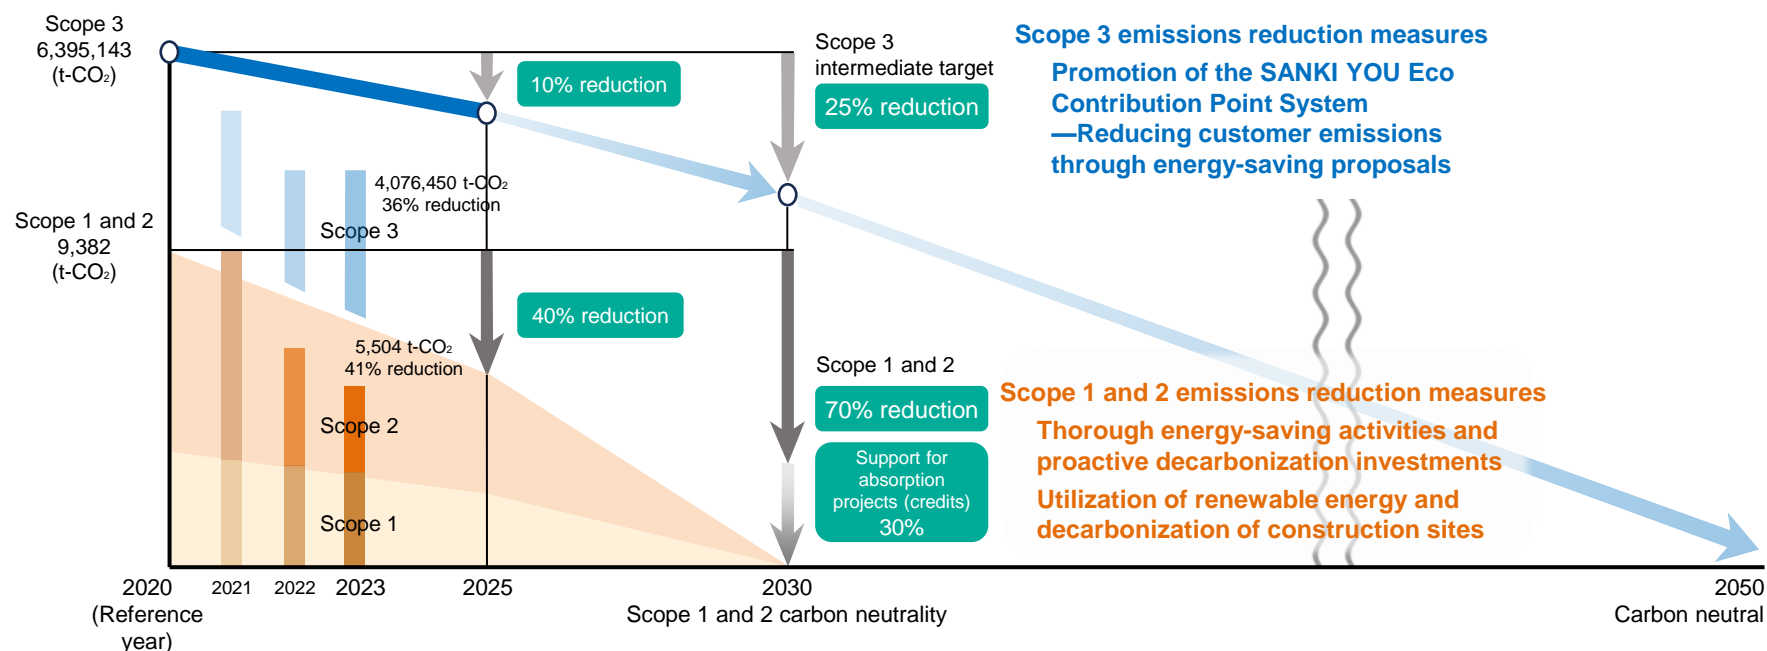 Scope 3
6,395,143
(t-CO₂)
10% reduction
Scope 3
intermediate target
25% reduction
Scope 3 emissions reduction measures
Promotion of the SANKI YOU Eco
Contribution Point System
—Reducing customer emissions
through energy-saving proposals
4,076,450 t-CO₂
36% reduction
Scope 3
Scope 1 and 2
9,382
(t-CO₂)
40% reduction
5,504 t-CO₂
41% reduction
Scope 2
Scope 1
Scope 1 and 2
70% reduction
Support for
absorption
projects (credits)
30%
Scope 1 and 2 emissions reduction measures
Thorough energy-saving activities and
proactive decarbonization investments
Utilization of renewable energy and
decarbonization of construction sites
2020
(Reference
year)
2021
2022
2023
2025
2030
Scope 1 and 2 carbon neutrality
2050
Carbon neutral